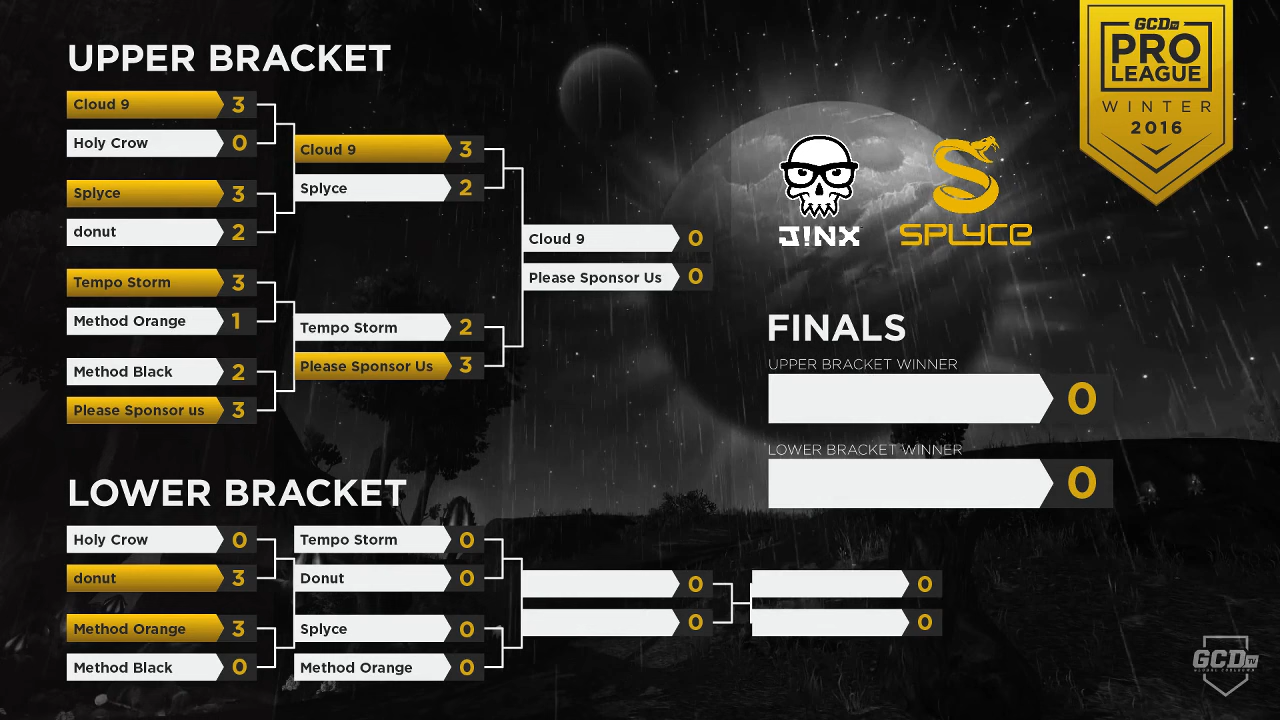 UPPER BRACKET
Cloud 9 3
Holy Crow 0
Splyce 3
donut 2
Tempo Storm 3
Method Orange 1
Method Black 2
Please Sponsor us 3
Cloud 9 3
Splyce 2
Tempo Storm 2
Please Sponsor Us 3
Cloud 9 0
Please Sponsor Us 0
GCDTV
PRO
LEAGUE
WINTER
2016
J!NX
SPLYCE
FINALS
UPPER BRACKET WINNER
0
LOWER BRACKET WINNER
0
LOWER BRACKET
Holy Crow 0
donut 3
Method Orange 3
Method Black 0
Tempo Storm 0
Donut 0
Splyce 0
Method Orange 0
0
0
0
0
GCDTV
GLOBAL COOLDOWN